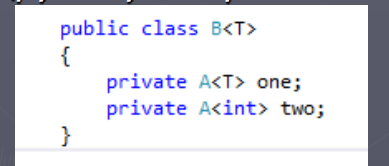 public class B<T>
{
private A<T> one;
private A<int> two;
}